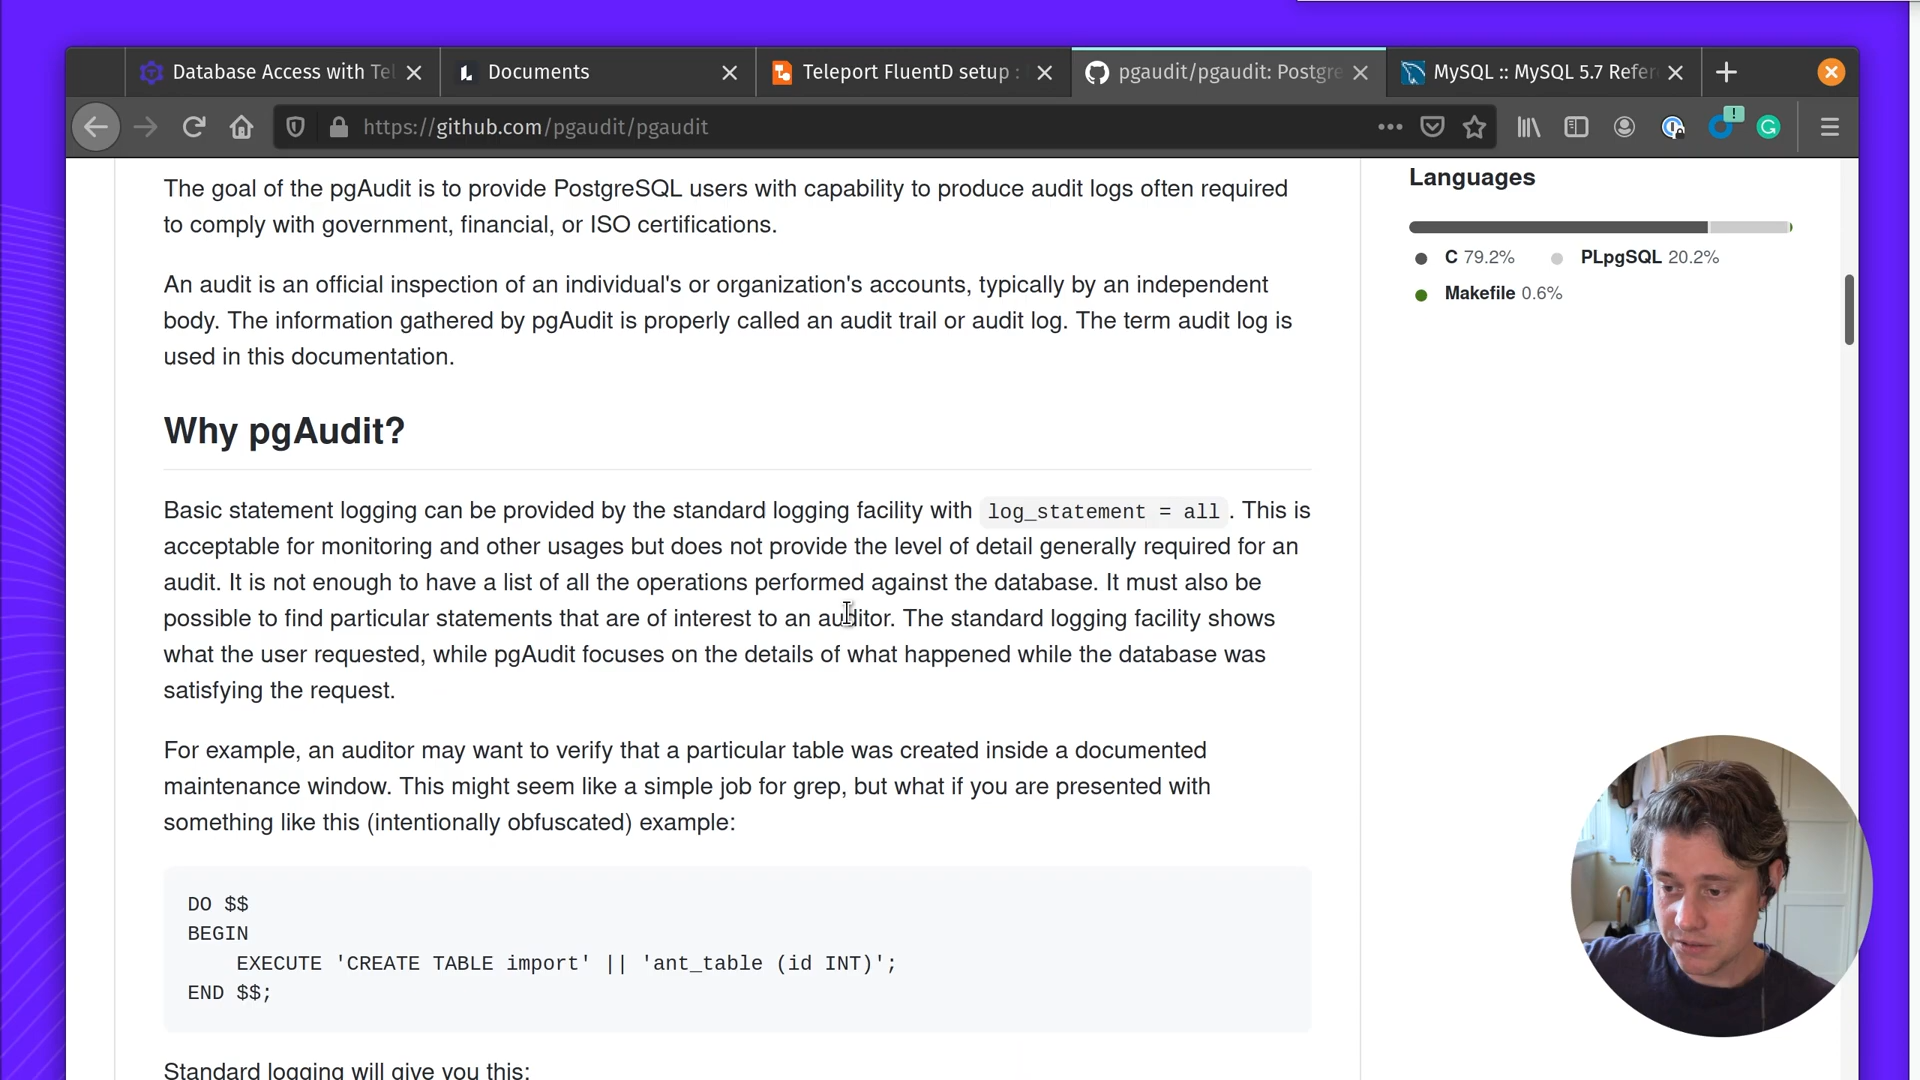 Database Access with Tel
Documents
Teleport FluentD setup :
pgaudit/pgaudit: Postgre
MySQL :: MySQL 5.7 Refer
https://github.com/pgaudit/pgaudit
The goal of the pgAudit is to provide PostgreSQL users with capability to produce audit logs often required
to comply with government, financial, or ISO certifications.
An audit is an official inspection of an individual's or organization's accounts, typically by an independent
body. The information gathered by pgAudit is properly called an audit trail or audit log. The term audit log is
used in this documentation.
Why pgAudit?
Basic statement logging can be provided by the standard logging facility with log_statement = all . This is
acceptable for monitoring and other usages but does not provide the level of detail generally required for an
audit. It is not enough to have a list of all the operations performed against the database. It must also be
possible to find particular statements that are of interest to an auditor. The standard logging facility shows
what the user requested, while pgAudit focuses on the details of what happened while the database was
satisfying the request.
For example, an auditor may want to verify that a particular table was created inside a documented
maintenance window. This might seem like a simple job for grep, but what if you are presented with
something like this (intentionally obfuscated) example:
DO $$
BEGIN
    EXECUTE 'CREATE TABLE import' || 'ant_table (id INT)';
END $$;
Standard logging will give you this:
Languages
C 79.2%
PLpgSQL 20.2%
Makefile 0.6%